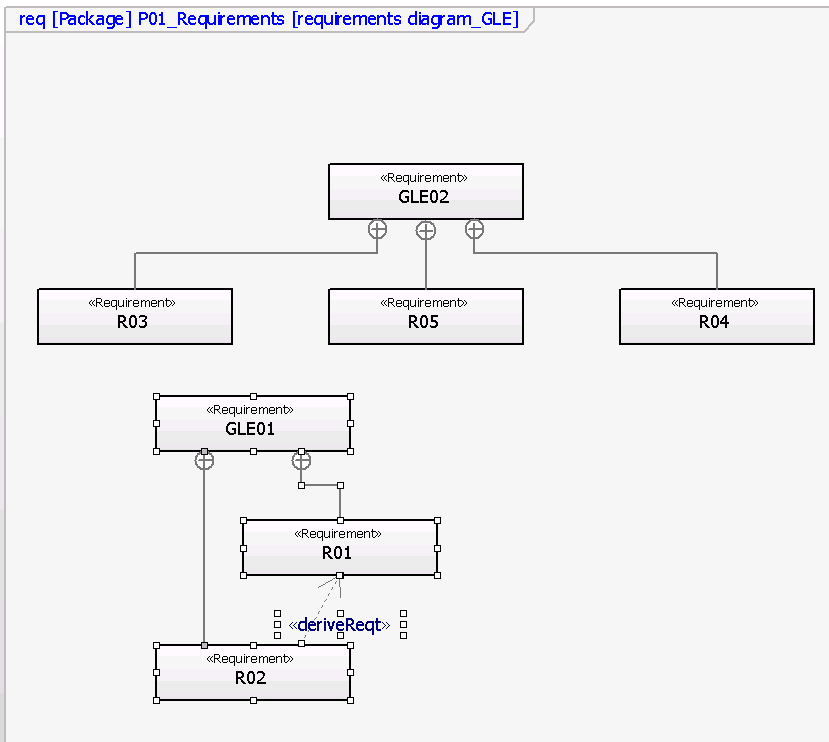 req [Package] P01_Requirements [requirements diagram_GLE]
«Requirement»
GLE02
«Requirement»
R03
«Requirement»
R05
«Requirement»
R04
«Requirement»
GLE01
«Requirement»
R01
«deriveReqt»
«Requirement»
R02